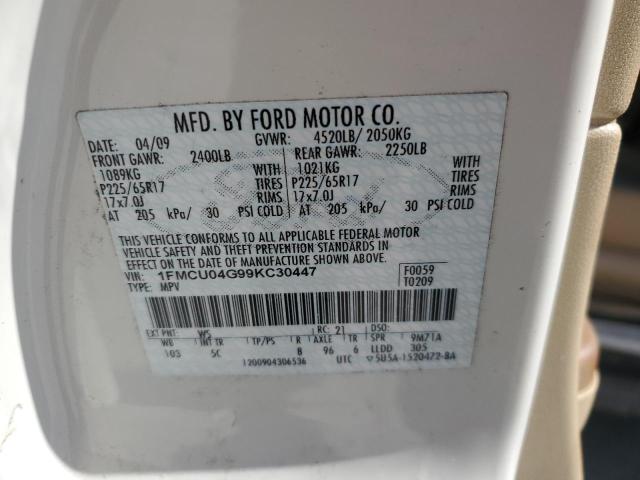 MFD. BY FORD MOTOR CO.
DATE: 04/09 GVWR: 4520LB/ 2050KG
FRONT GAWR: 2400LB REAR GAWR: 2250LB
1089KG WITH 1021KG WITH
P225/65R17 TIRES P225/65R17 TIRES
17x7.0J RIMS 17x7.0J RIMS
AT 205 kPa/ 30 PSI COLD AT 205 kPa/ 30 PSI COLD
THIS VEHICLE CONFORMS TO ALL APPLICABLE FEDERAL MOTOR
VEHICLE SAFETY AND THEFT PREVENTION STANDARDS IN
EFFECT ON THE DATE OF MANUFACTURE SHOWN ABOVE.
VIN: 1FMCU04G99KC30447 F0059
TYPE: MPV T0209
EXT PNT: WS RC: 21 DSO:
WB INT TR TP/PS R AXLE TR SPR 9M71A
103 5C B 96 6 LLDD 305
1200904306536 UTC 5U5A-1520472-BA